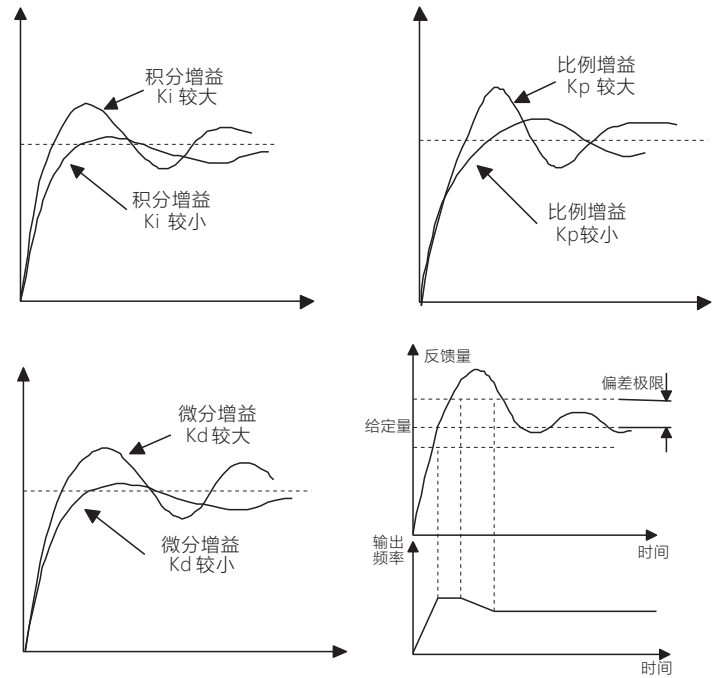 积分增益
Ki 较大
积分增益
Ki 较小
比例增益
Kp 较大
比例增益
Kp较小
微分增益
Kd 较大
微分增益
Kd 较小
反馈量
偏差极限
给定量
时间
输出
频率
时间